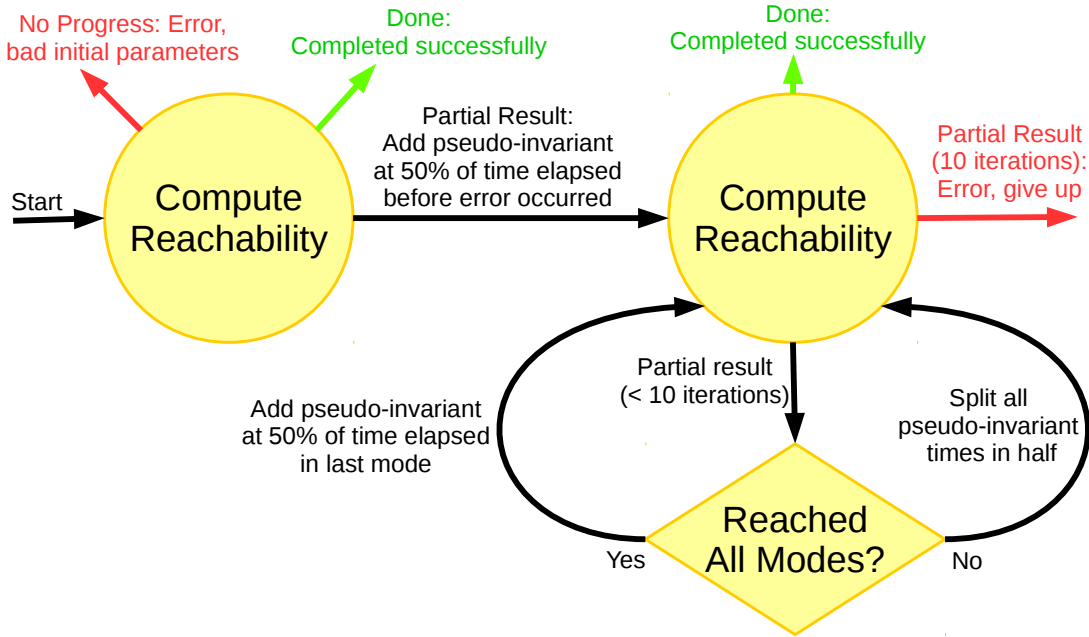 No Progress: Error,
bad initial parameters
Done:
Completed successfully
Done:
Completed successfully
Partial Result:
Add pseudo-invariant
at 50% of time elapsed
before error occurred
Partial Result
(10 iterations):
Error, give up
Start
Compute
Reachability
Compute
Reachability
Partial result
(< 10 iterations)
Add pseudo-invariant
at 50% of time elapsed
in last mode
Split all
pseudo-invariant
times in half
Reached
All Modes?
Yes
No